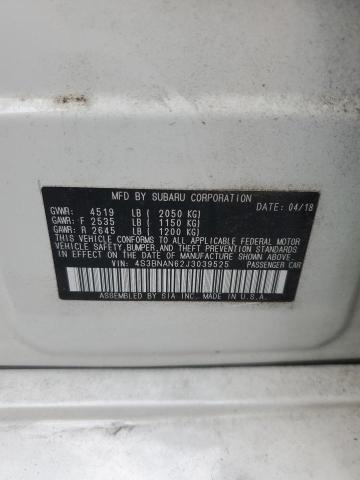 MFD BY SUBARU CORPORATION
DATE: 04/18
GVWR: 4519 LB ( 2050 KG)
GAWR: F 2535 LB ( 1150 KG)
GAWR: R 2645 LB ( 1200 KG)
THIS VEHICLE CONFORMS TO ALL APPLICABLE FEDERAL MOTOR
VEHICLE SAFETY, BUMPER, AND THEFT PREVENTION STANDARDS
IN EFFECT ON THE DATE OF MANUFACTURE SHOWN ABOVE.
VIN: 4S3BNAN62J3039525 PASSENGER CAR
ASSEMBLED BY SIA INC. MADE IN U.S.A.